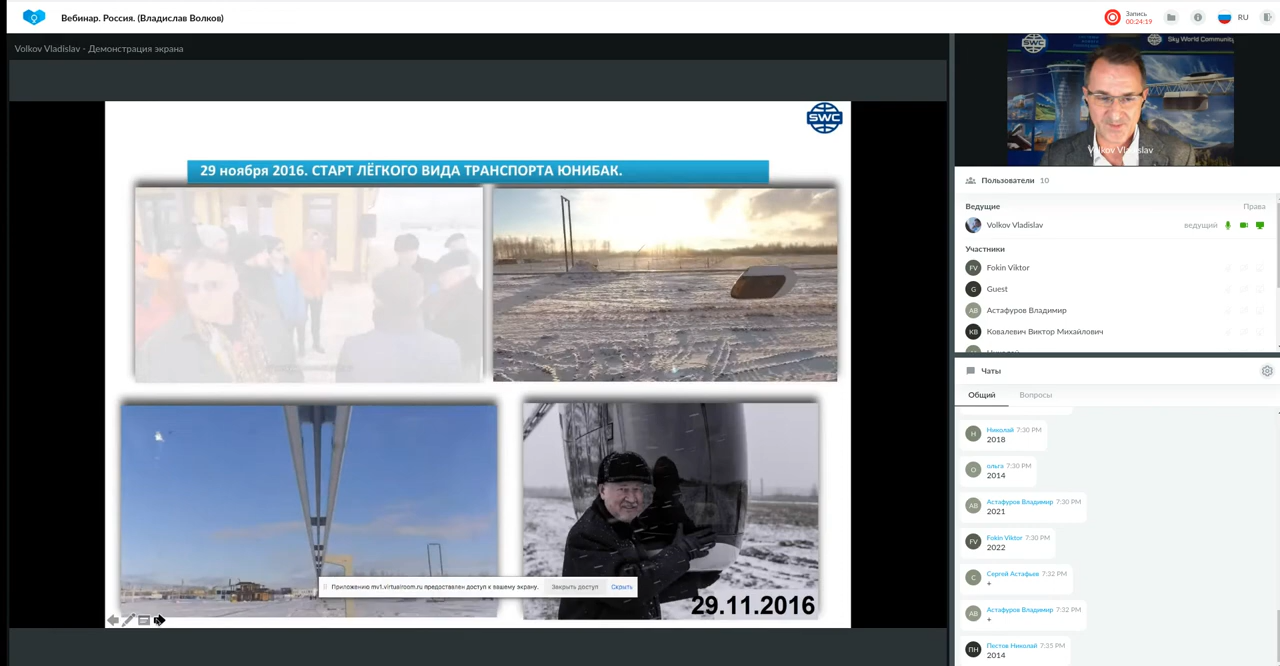 Вебинар. Россия. (Владислав Волков)
Запись
00:24:19
RU
Volkov Vladislav - Демонстрация экрана
SWC
29 ноября 2016. СТАРТ ЛЁГКОГО ВИДА ТРАНСПОРТА ЮНИБАК.
29.11.2016
Приложению mv1.virtualroom.ru предоставлен доступ к вашему экрану.
Закрыть доступ
Скрыть
SWC
Sky World Community
Volkov Vladislav
Пользователи 10
Ведущие
Права
Volkov Vladislav
ведущий
Участники
FV
Fokin Viktor
G
Guest
АВ
Астафуров Владимир
КВ
Ковалевич Виктор Михайлович
Чаты
Общий
Вопросы
Н
Николай 7:30 PM
2018
О
ольга 7:30 PM
2014
АВ
Астафуров Владимир 7:30 PM
2021
FV
Fokin Viktor 7:30 PM
2022
С
Сергей Астафьев 7:32 PM
+
АВ
Астафуров Владимир 7:32 PM
+
ПН
Пестов Николай 7:35 PM
2014